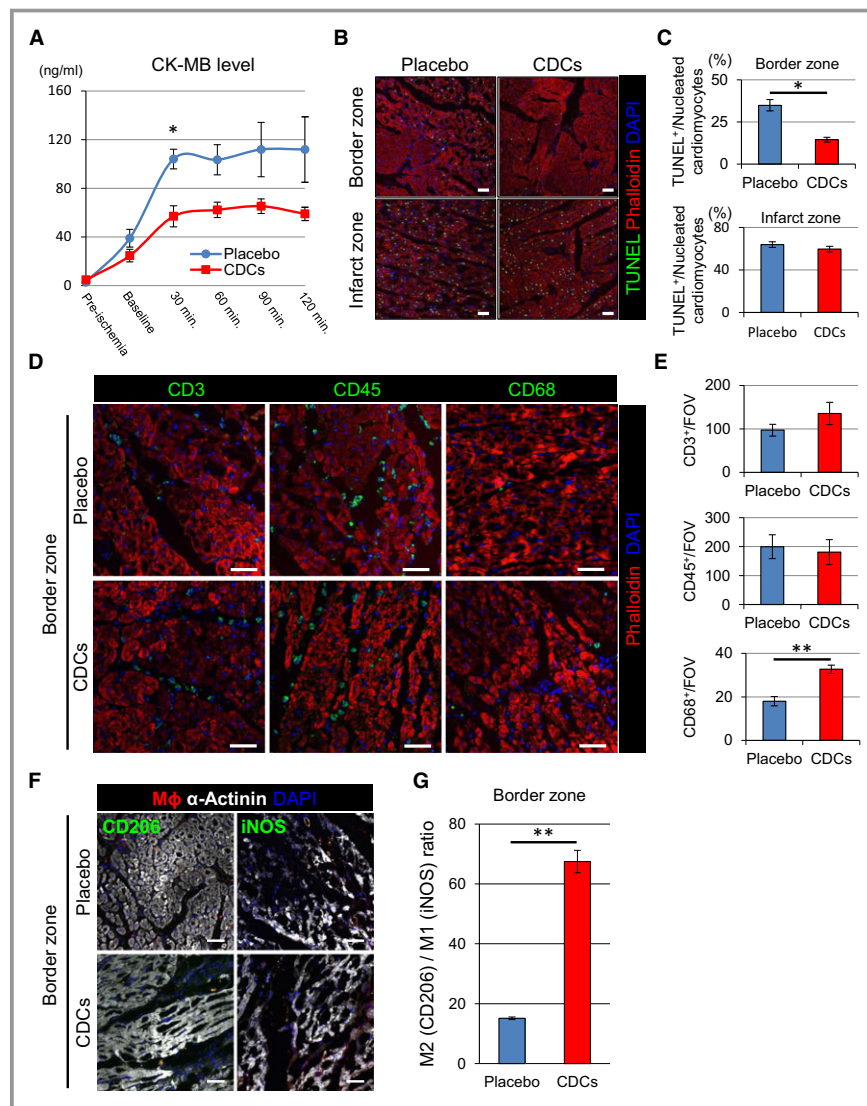 A
CK-MB level
(ng/ml)
160
120
80
40
0
*
Placebo
CDCs
Pre-ischemia
Baseline
30 min.
60 min.
90 min.
120 min.
B
Placebo
CDCs
Border zone
Infarct zone
TUNEL Phalloidin DAPI
C
(%)
Border zone
TUNEL⁺/Nucleated
cardiomyocytes
50
25
0
*
Placebo
CDCs
(%)
Infarct zone
TUNEL⁺/Nucleated
cardiomyocytes
80
40
0
Placebo
CDCs
D
CD3
CD45
CD68
Border zone
Placebo
CDCs
Phalloidin DAPI
E
CD3⁺/FOV
200
100
0
Placebo
CDCs
CD45⁺/FOV
300
200
100
0
Placebo
CDCs
CD68⁺/FOV
40
20
0
**
Placebo
CDCs
F
Mϕ α-Actinin DAPI
CD206
iNOS
Border zone
Placebo
CDCs
G
Border zone
M2 (CD206) / M1 (iNOS) ratio
80
60
40
20
0
**
Placebo
CDCs